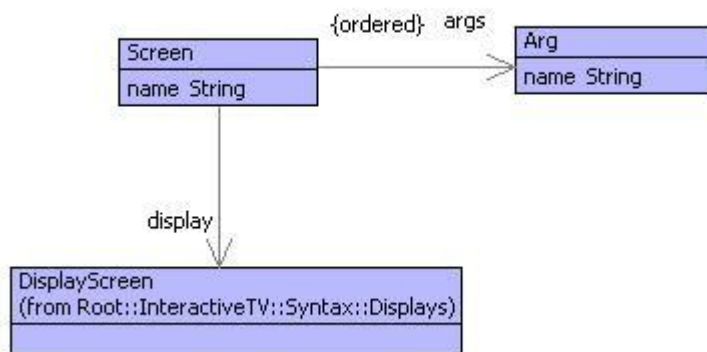 {ordered} args
Screen
name String
Arg
name String
display
DisplayScreen
(from Root::InteractiveTV::Syntax::Displays)